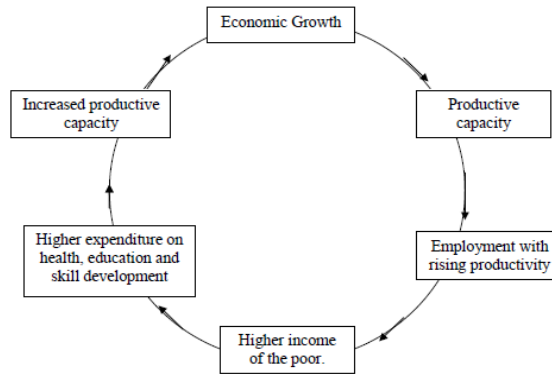 Economic Growth
Productive
capacity
Employment with
rising productivity
Higher income
of the poor.
Higher expenditure on
health, education and
skill development
Increased productive
capacity